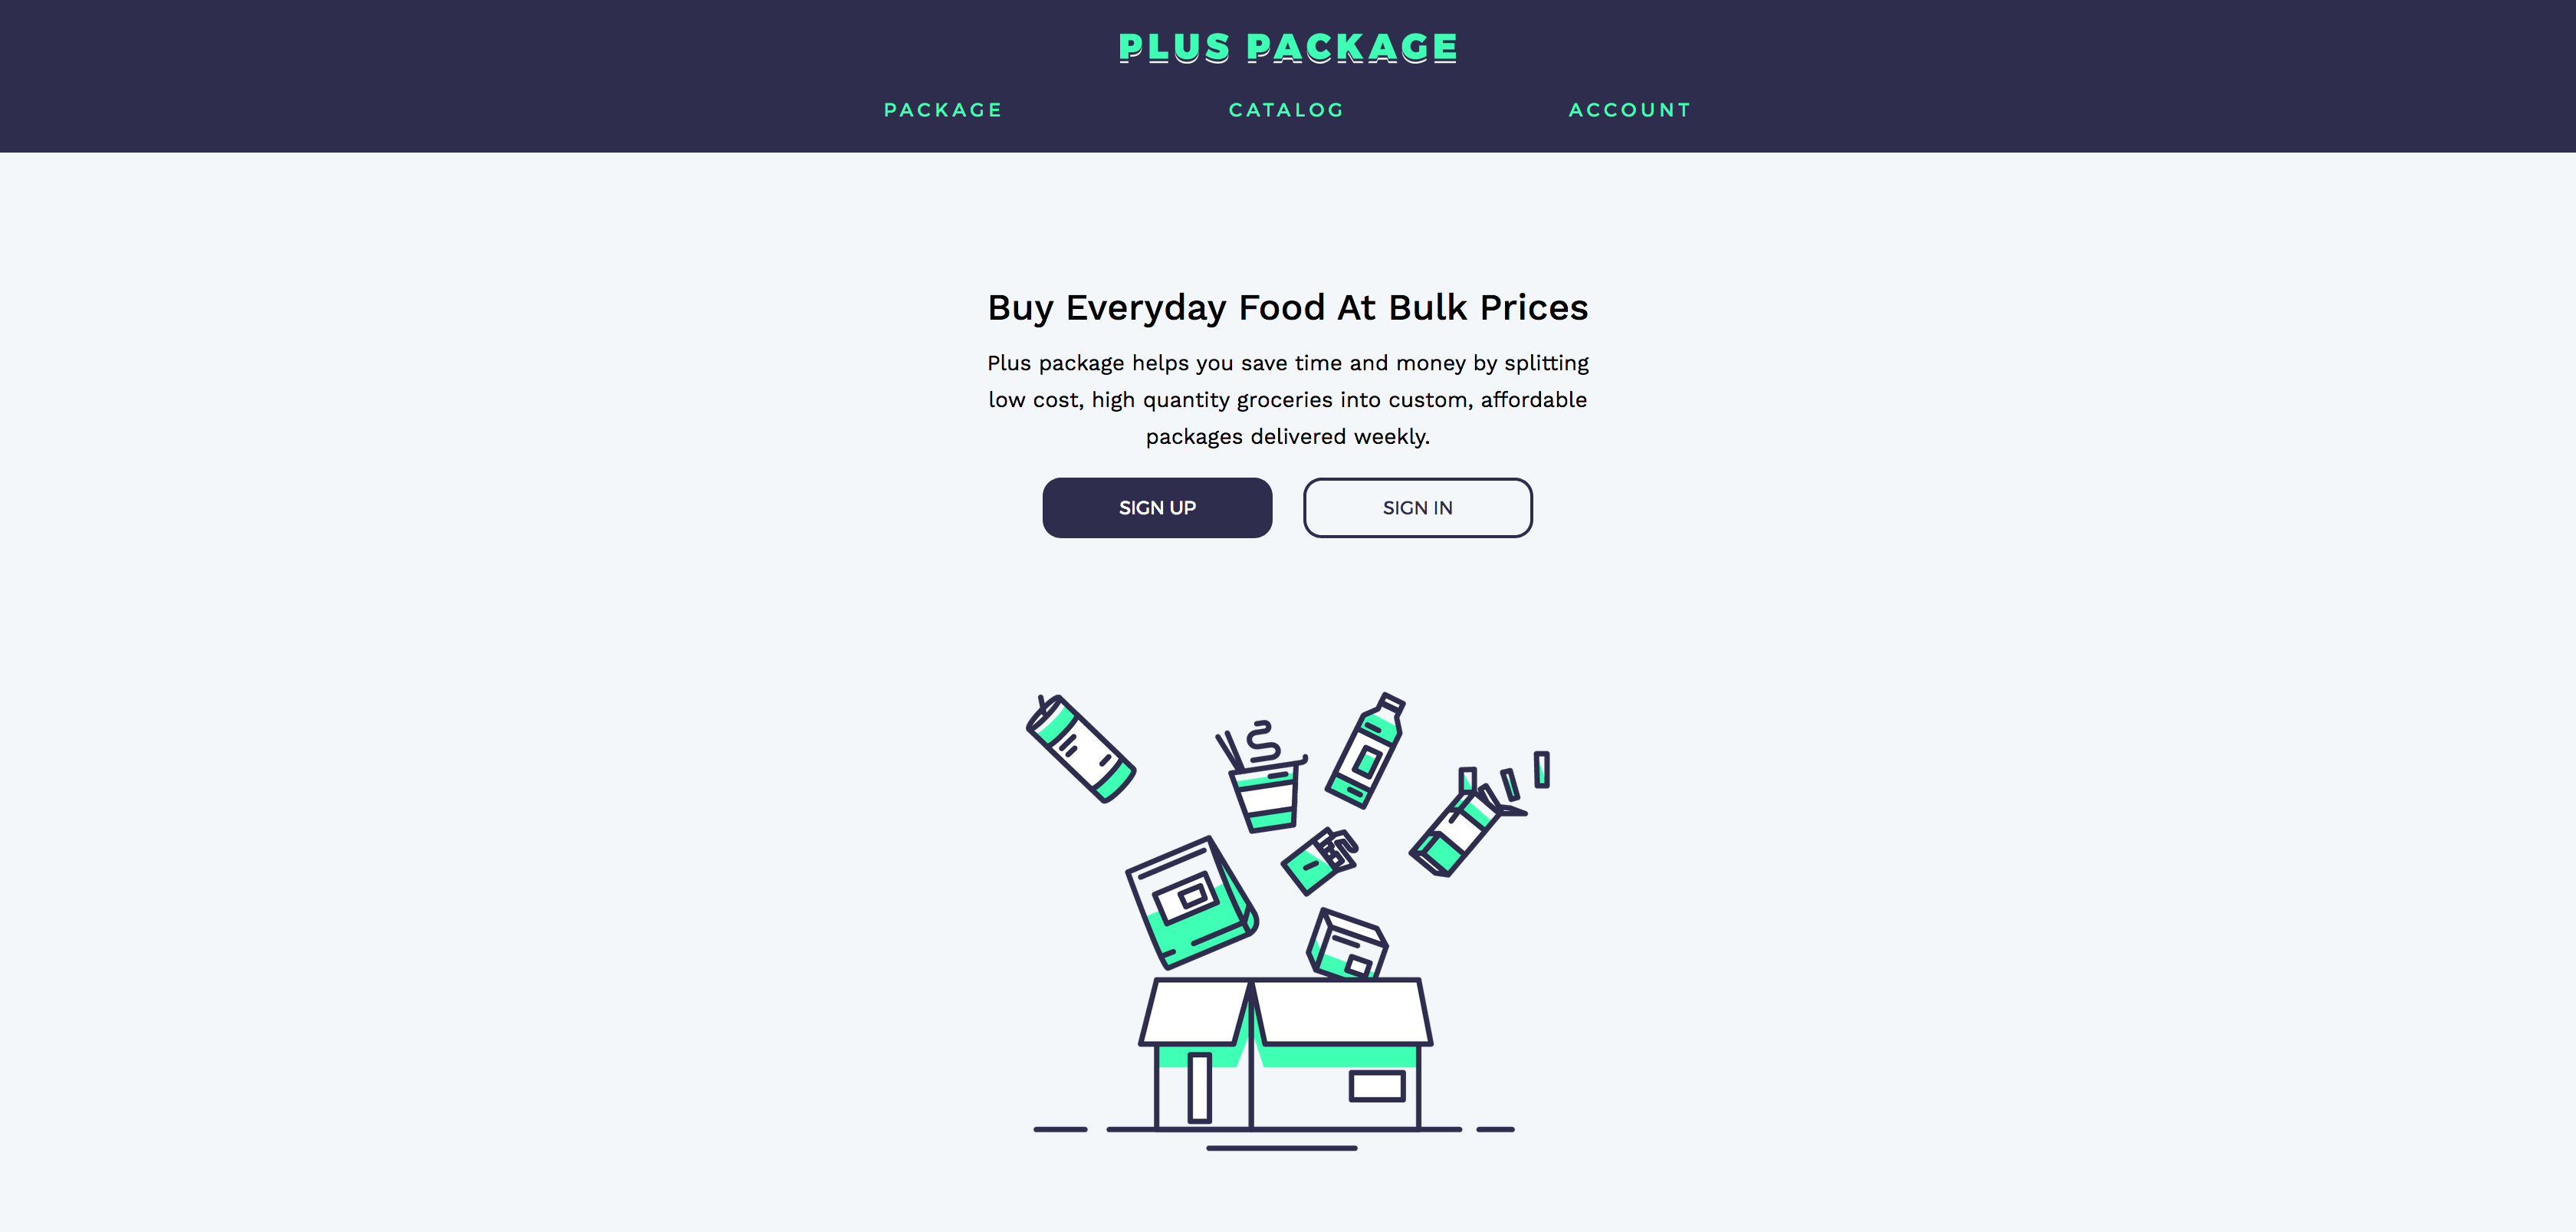 PLUS PACKAGE
PACKAGE CATALOG ACCOUNT
Buy Everyday Food At Bulk Prices
Plus package helps you save time and money by splitting
low cost, high quantity groceries into custom, affordable
packages delivered weekly.
SIGN UP SIGN IN